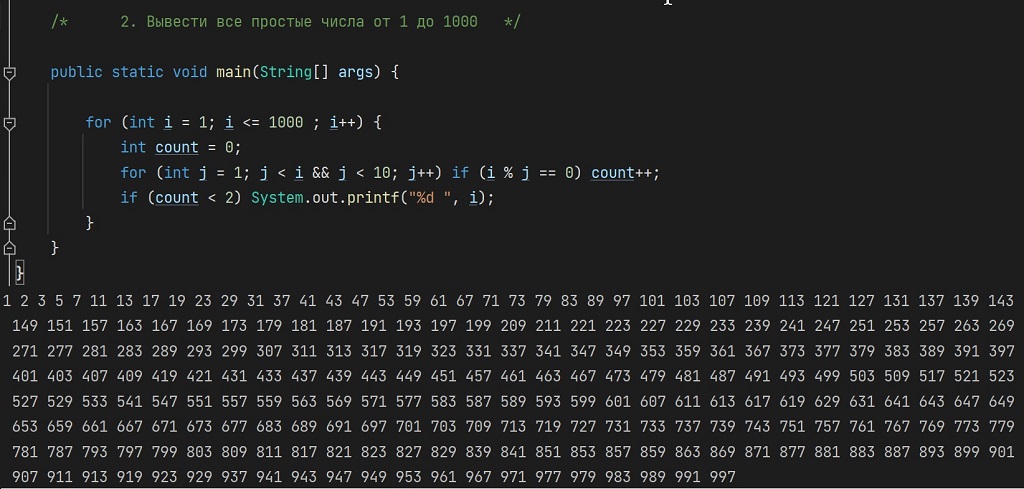 /*      2. Вывести все простые числа от 1 до 1000   */
public static void main(String[] args) {
for (int i = 1; i <= 1000 ; i++) {
int count = 0;
for (int j = 1; j < i && j < 10; j++) if (i % j == 0) count++;
if (count < 2) System.out.printf("%d ", i);
}
}
}
1 2 3 5 7 11 13 17 19 23 29 31 37 41 43 47 53 59 61 67 71 73 79 83 89 97 101 103 107 109 113 121 127 131 137 139 143
149 151 157 163 167 169 173 179 181 187 191 193 197 199 209 211 221 223 227 229 233 239 241 247 251 253 257 263 269
271 277 281 283 289 293 299 307 311 313 317 319 323 331 337 341 347 349 353 359 361 367 373 377 379 383 389 391 397
401 403 407 409 419 421 431 433 437 439 443 449 451 457 461 463 467 473 479 481 487 491 493 499 503 509 517 521 523
527 529 533 541 547 551 557 559 563 569 571 577 583 587 589 593 599 601 607 611 613 617 619 629 631 641 643 647 649
653 659 661 667 671 673 677 683 689 691 697 701 703 709 713 719 727 731 733 737 739 743 751 757 761 767 769 773 779
781 787 793 797 799 803 809 811 817 821 823 827 829 839 841 851 853 857 859 863 869 871 877 881 883 887 893 899 901
907 911 913 919 923 929 937 941 943 947 949 953 961 967 971 977 979 983 989 991 997